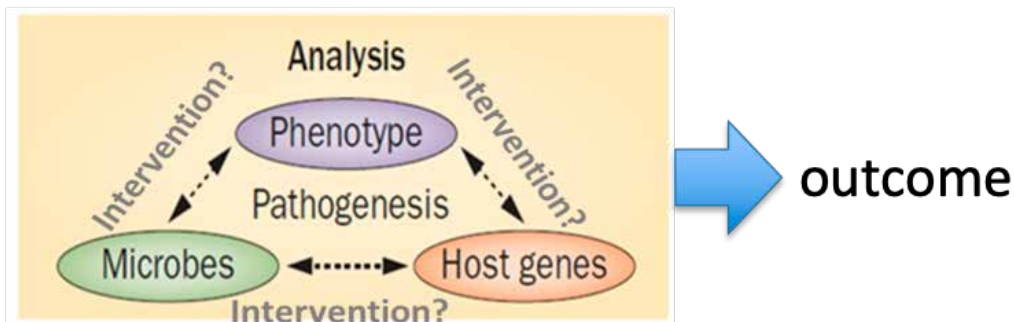 Analysis
Intervention?
Intervention?
Phenotype
outcome
Pathogenesis
Microbes
Host genes
Intervention?